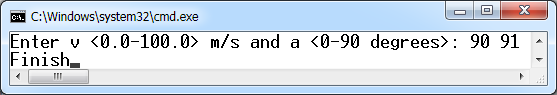 C:\Windows\system32\cmd.exe
Enter v <0.0-100.0> m/s and a <0-90 degrees>: 90 91
Finish